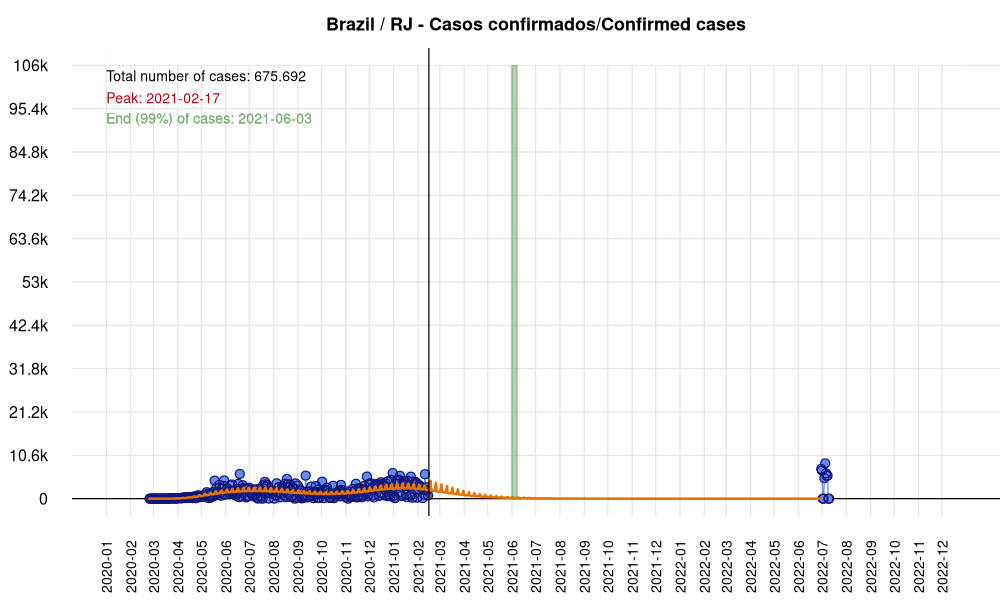 Brazil / RJ - Casos confirmados/Confirmed cases
Total number of cases: 675.692
Peak: 2021-02-17
End (99%) of cases: 2021-06-03
106k
95.4k
84.8k
74.2k
63.6k
53k
42.4k
31.8k
21.2k
10.6k
0
2020-01
2020-02
2020-03
2020-04
2020-05
2020-06
2020-07
2020-08
2020-09
2020-10
2020-11
2020-12
2021-01
2021-02
2021-03
2021-04
2021-05
2021-06
2021-07
2021-08
2021-09
2021-10
2021-11
2021-12
2022-01
2022-02
2022-03
2022-04
2022-05
2022-06
2022-07
2022-08
2022-09
2022-10
2022-11
2022-12